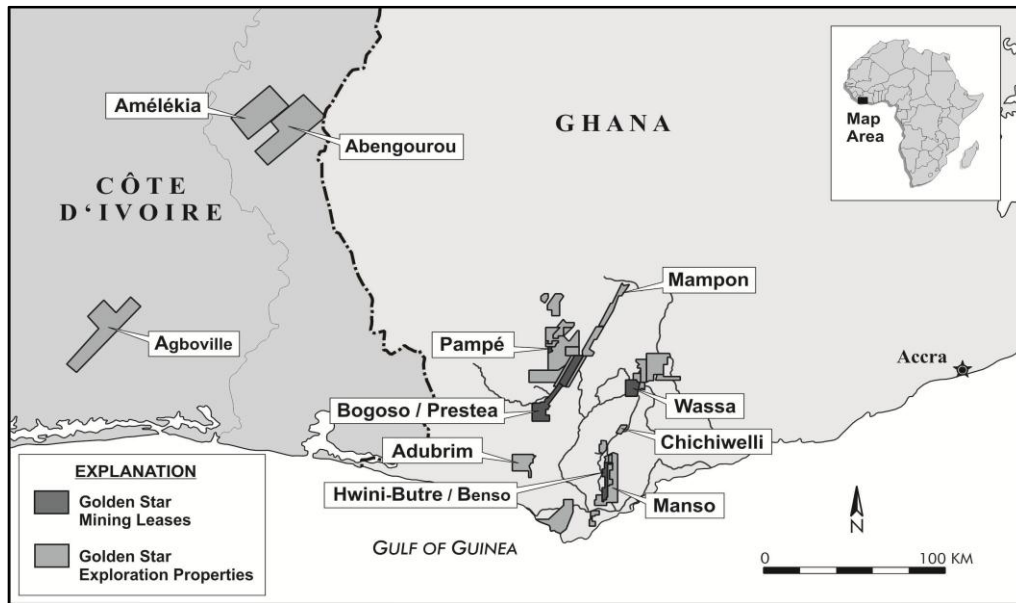 Amélékia
Abengourou
GHANA
Map
Area
CÔTE
D'IVOIRE
Mampon
Agboville
Pampé
Accra
Bogoso / Prestea
Wassa
Adubrim
Chichiwelli
Hwini-Butre / Benso
Manso
GULF OF GUINEA
EXPLANATION
Golden Star
Mining Leases
Golden Star
Exploration Properties
N
0 100 KM